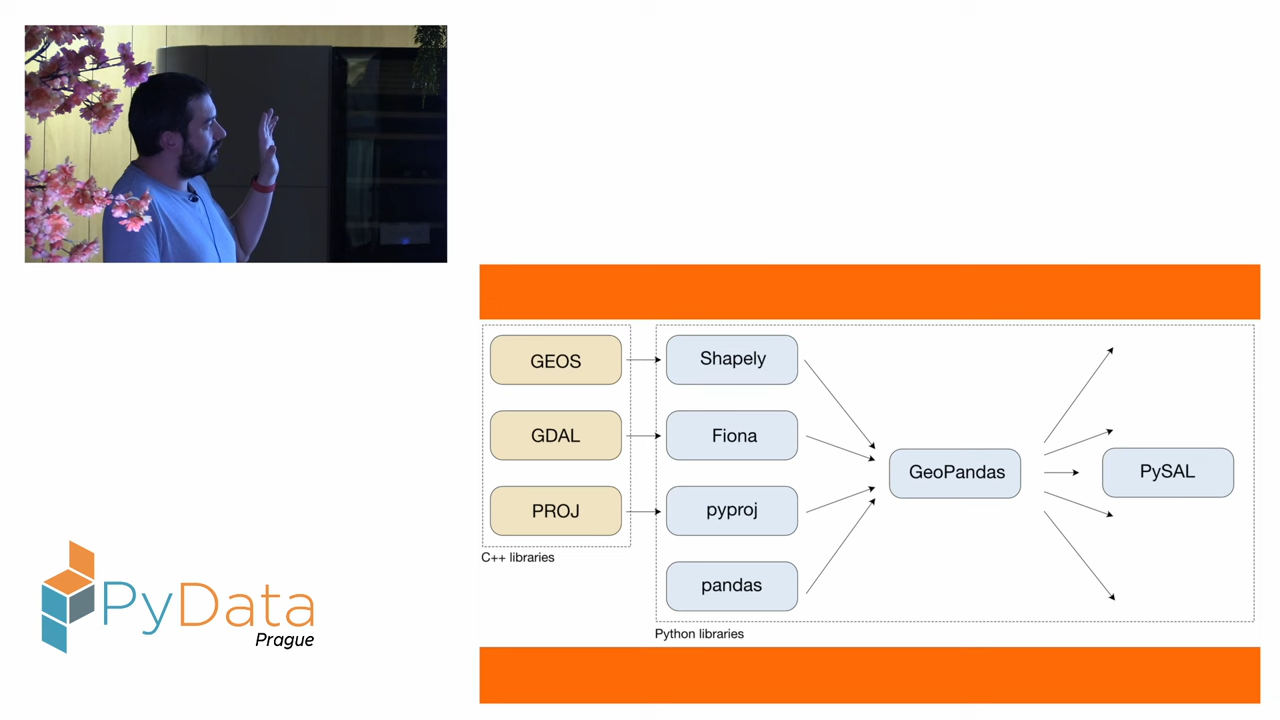 GEOS
Shapely
GDAL
Fiona
GeoPandas
PySAL
PROJ
pyproj
C++ libraries
pandas
Python libraries
PyData
Prague